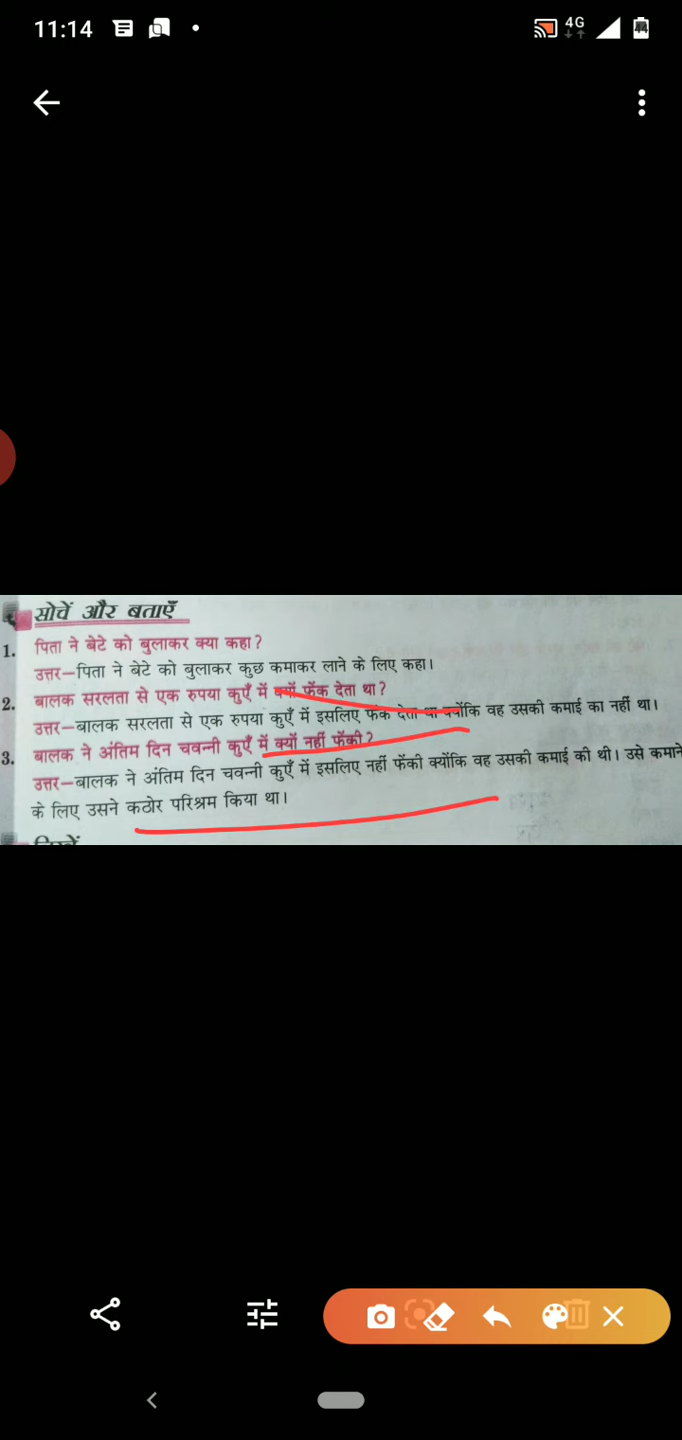 11:14
4G
सोचें और बताएँ
1. पिता ने बेटे को बुलाकर क्या कहा?
उत्तर–पिता ने बेटे को बुलाकर कुछ कमाकर लाने के लिए कहा।
2. बालक सरलता से एक रुपया कुएँ में क्यों फेंक देता था?
उत्तर–बालक सरलता से एक रुपया कुएँ में इसलिए फेंक देता था क्योंकि वह उसकी कमाई का नहीं था।
3. बालक ने अंतिम दिन चवन्नी कुएँ में क्यों नहीं फेंकी?
उत्तर–बालक ने अंतिम दिन चवन्नी कुएँ में इसलिए नहीं फेंकी क्योंकि वह उसकी कमाई की थी। उसे कमाने
के लिए उसने कठोर परिश्रम किया था।